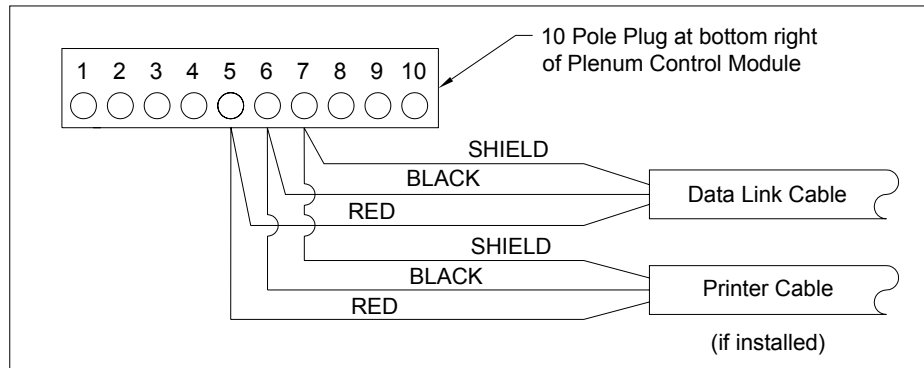 10 Pole Plug at bottom right
of Plenum Control Module
1 2 3 4 5 6 7 8 9 10
SHIELD
BLACK
RED
Data Link Cable
SHIELD
BLACK
RED
Printer Cable
(if installed)